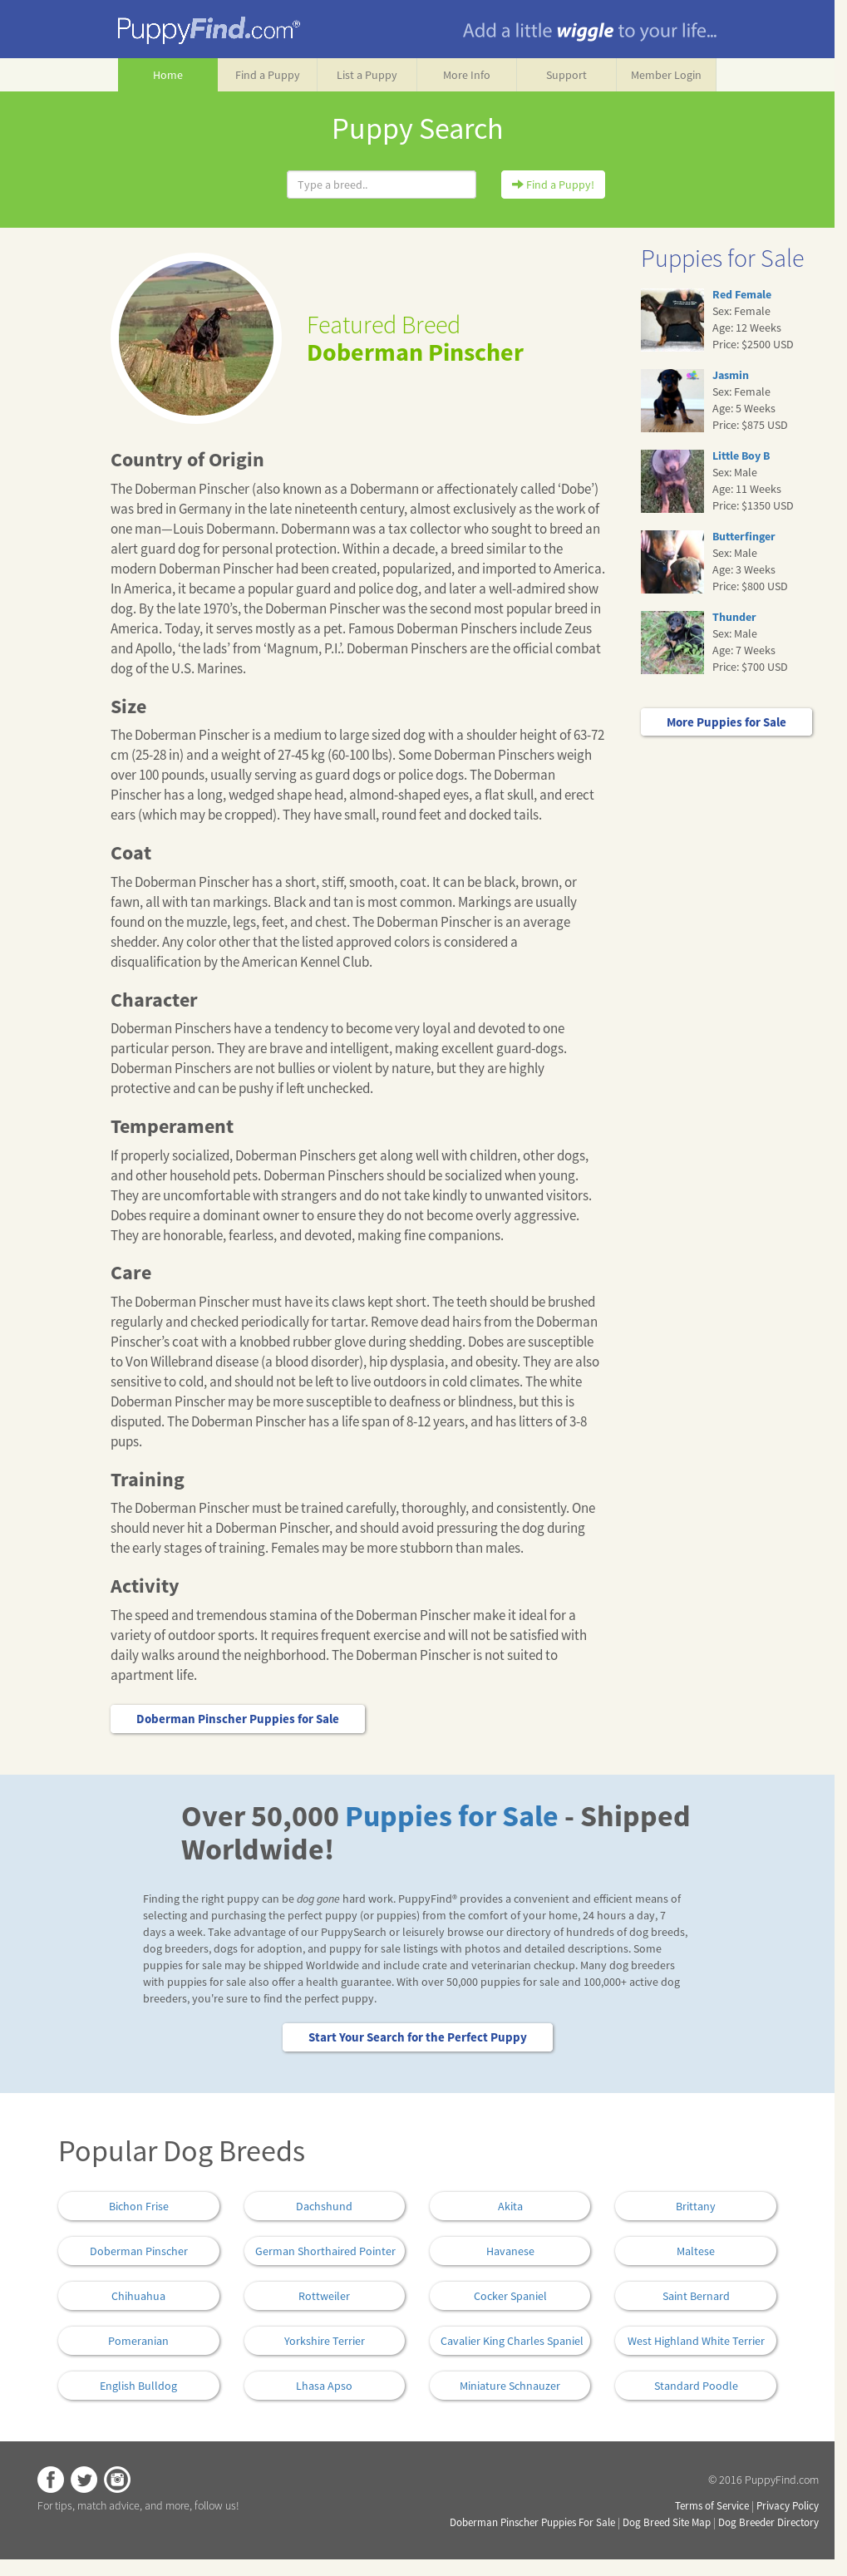 PuppyFind.com®
Add a little wiggle to your life...
Home
Find a Puppy
List a Puppy
More Info
Support
Member Login
Puppy Search
Type a breed..
Find a Puppy!
Featured Breed
Doberman Pinscher
Country of Origin
The Doberman Pinscher (also known as a Dobermann or affectionately called ‘Dobe’)
was bred in Germany in the late nineteenth century, almost exclusively as the work of
one man—Louis Dobermann. Dobermann was a tax collector who sought to breed an
alert guard dog for personal protection. Within a decade, a breed similar to the
modern Doberman Pinscher had been created, popularized, and imported to America.
In America, it became a popular guard and police dog, and later a well-admired show
dog. By the late 1970’s, the Doberman Pinscher was the second most popular breed in
America. Today, it serves mostly as a pet. Famous Doberman Pinschers include Zeus
and Apollo, ‘the lads’ from ‘Magnum, P.I.’. Doberman Pinschers are the official combat
dog of the U.S. Marines.
Size
The Doberman Pinscher is a medium to large sized dog with a shoulder height of 63-72
cm (25-28 in) and a weight of 27-45 kg (60-100 lbs). Some Doberman Pinschers weigh
over 100 pounds, usually serving as guard dogs or police dogs. The Doberman
Pinscher has a long, wedged shape head, almond-shaped eyes, a flat skull, and erect
ears (which may be cropped). They have small, round feet and docked tails.
Coat
The Doberman Pinscher has a short, stiff, smooth, coat. It can be black, brown, or
fawn, all with tan markings. Black and tan is most common. Markings are usually
found on the muzzle, legs, feet, and chest. The Doberman Pinscher is an average
shedder. Any color other that the listed approved colors is considered a
disqualification by the American Kennel Club.
Character
Doberman Pinschers have a tendency to become very loyal and devoted to one
particular person. They are brave and intelligent, making excellent guard-dogs.
Doberman Pinschers are not bullies or violent by nature, but they are highly
protective and can be pushy if left unchecked.
Temperament
If properly socialized, Doberman Pinschers get along well with children, other dogs,
and other household pets. Doberman Pinschers should be socialized when young.
They are uncomfortable with strangers and do not take kindly to unwanted visitors.
Dobes require a dominant owner to ensure they do not become overly aggressive.
They are honorable, fearless, and devoted, making fine companions.
Care
The Doberman Pinscher must have its claws kept short. The teeth should be brushed
regularly and checked periodically for tartar. Remove dead hairs from the Doberman
Pinscher’s coat with a knobbed rubber glove during shedding. Dobes are susceptible
to Von Willebrand disease (a blood disorder), hip dysplasia, and obesity. They are also
sensitive to cold, and should not be left to live outdoors in cold climates. The white
Doberman Pinscher may be more susceptible to deafness or blindness, but this is
disputed. The Doberman Pinscher has a life span of 8-12 years, and has litters of 3-8
pups.
Training
The Doberman Pinscher must be trained carefully, thoroughly, and consistently. One
should never hit a Doberman Pinscher, and should avoid pressuring the dog during
the early stages of training. Females may be more stubborn than males.
Activity
The speed and tremendous stamina of the Doberman Pinscher make it ideal for a
variety of outdoor sports. It requires frequent exercise and will not be satisfied with
daily walks around the neighborhood. The Doberman Pinscher is not suited to
apartment life.
Doberman Pinscher Puppies for Sale
Puppies for Sale
Red Female
Sex: Female
Age: 12 Weeks
Price: $2500 USD
Jasmin
Sex: Female
Age: 5 Weeks
Price: $875 USD
Little Boy B
Sex: Male
Age: 11 Weeks
Price: $1350 USD
Butterfinger
Sex: Male
Age: 3 Weeks
Price: $800 USD
Thunder
Sex: Male
Age: 7 Weeks
Price: $700 USD
More Puppies for Sale
Over 50,000 Puppies for Sale - Shipped
Worldwide!
Finding the right puppy can be dog gone hard work. PuppyFind® provides a convenient and efficient means of
selecting and purchasing the perfect puppy (or puppies) from the comfort of your home, 24 hours a day, 7
days a week. Take advantage of our PuppySearch or leisurely browse our directory of hundreds of dog breeds,
dog breeders, dogs for adoption, and puppy for sale listings with photos and detailed descriptions. Some
puppies for sale may be shipped Worldwide and include crate and veterinarian checkup. Many dog breeders
with puppies for sale also offer a health guarantee. With over 50,000 puppies for sale and 100,000+ active dog
breeders, you're sure to find the perfect puppy.
Start Your Search for the Perfect Puppy
Popular Dog Breeds
Bichon Frise
Dachshund
Akita
Brittany
Doberman Pinscher
German Shorthaired Pointer
Havanese
Maltese
Chihuahua
Rottweiler
Cocker Spaniel
Saint Bernard
Pomeranian
Yorkshire Terrier
Cavalier King Charles Spaniel
West Highland White Terrier
English Bulldog
Lhasa Apso
Miniature Schnauzer
Standard Poodle
For tips, match advice, and more, follow us!
© 2016 PuppyFind.com
Terms of Service | Privacy Policy
Doberman Pinscher Puppies For Sale | Dog Breed Site Map | Dog Breeder Directory